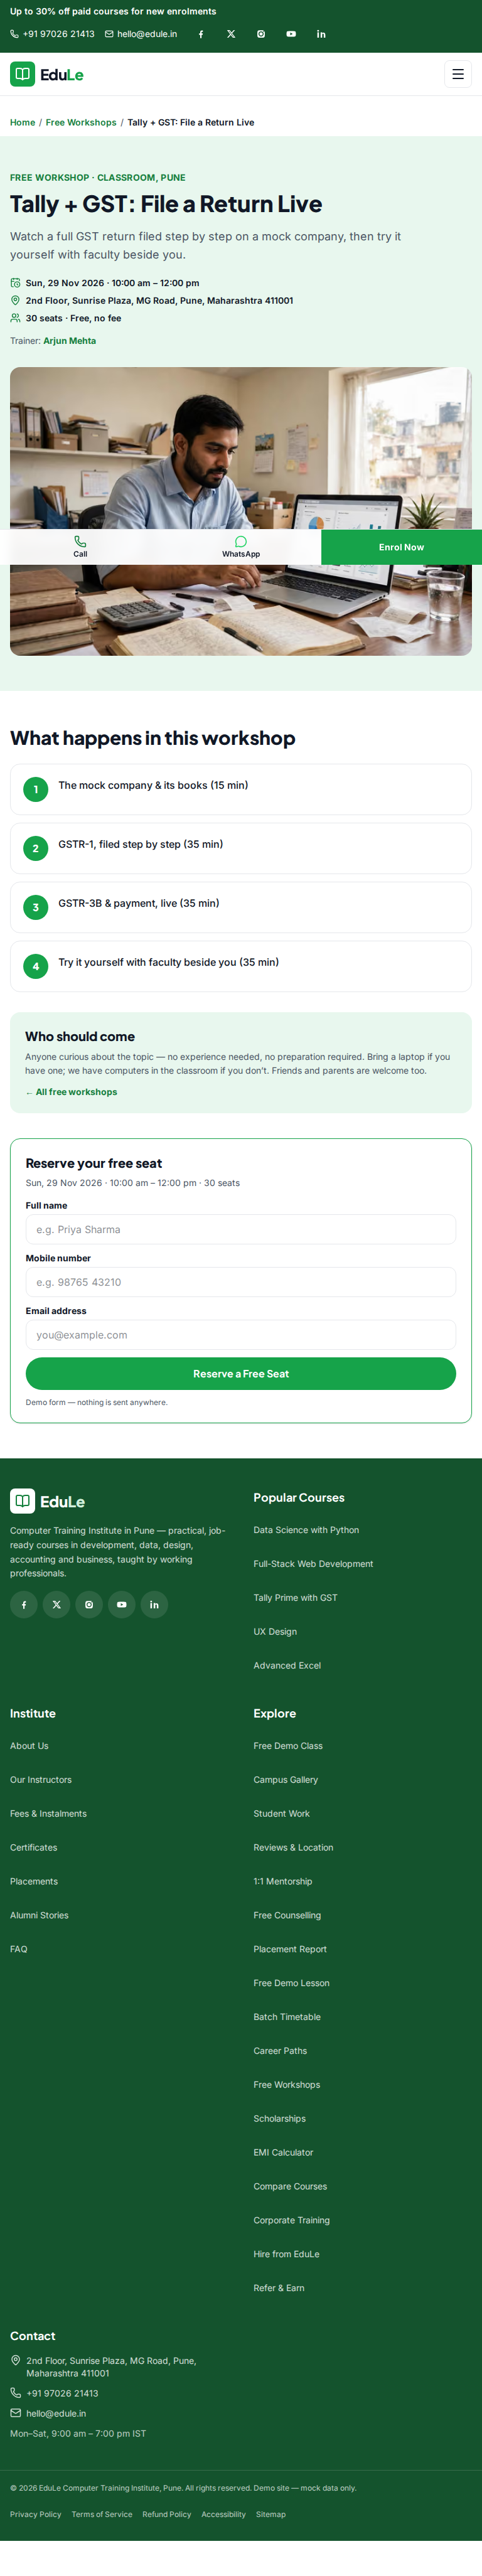 Up to 30% off paid courses for new enrolments
+91 97026 21413 hello@edule.in
EduLe
Home / Free Workshops / Tally + GST: File a Return Live
FREE WORKSHOP · CLASSROOM, PUNE
Tally + GST: File a Return Live
Watch a full GST return filed step by step on a mock company, then try it
yourself with faculty beside you.
Sun, 29 Nov 2026 · 10:00 am – 12:00 pm
2nd Floor, Sunrise Plaza, MG Road, Pune, Maharashtra 411001
30 seats · Free, no fee
Trainer: Arjun Mehta
Call
WhatsApp
Enrol Now
What happens in this workshop
1 The mock company & its books (15 min)
2 GSTR-1, filed step by step (35 min)
3 GSTR-3B & payment, live (35 min)
4 Try it yourself with faculty beside you (35 min)
Who should come
Anyone curious about the topic — no experience needed, no preparation required. Bring a laptop if you
have one; we have computers in the classroom if you don't. Friends and parents are welcome too.
← All free workshops
Reserve your free seat
Sun, 29 Nov 2026 · 10:00 am – 12:00 pm · 30 seats
Full name
e.g. Priya Sharma
Mobile number
e.g. 98765 43210
Email address
you@example.com
Reserve a Free Seat
Demo form — nothing is sent anywhere.
EduLe
Computer Training Institute in Pune — practical, job-
ready courses in development, data, design,
accounting and business, taught by working
professionals.
Popular Courses
Data Science with Python
Full-Stack Web Development
Tally Prime with GST
UX Design
Advanced Excel
Institute
About Us
Our Instructors
Fees & Instalments
Certificates
Placements
Alumni Stories
FAQ
Explore
Free Demo Class
Campus Gallery
Student Work
Reviews & Location
1:1 Mentorship
Free Counselling
Placement Report
Free Demo Lesson
Batch Timetable
Career Paths
Free Workshops
Scholarships
EMI Calculator
Compare Courses
Corporate Training
Hire from EduLe
Refer & Earn
Contact
2nd Floor, Sunrise Plaza, MG Road, Pune,
Maharashtra 411001
+91 97026 21413
hello@edule.in
Mon–Sat, 9:00 am – 7:00 pm IST
© 2026 EduLe Computer Training Institute, Pune. All rights reserved. Demo site — mock data only.
Privacy Policy Terms of Service Refund Policy Accessibility Sitemap